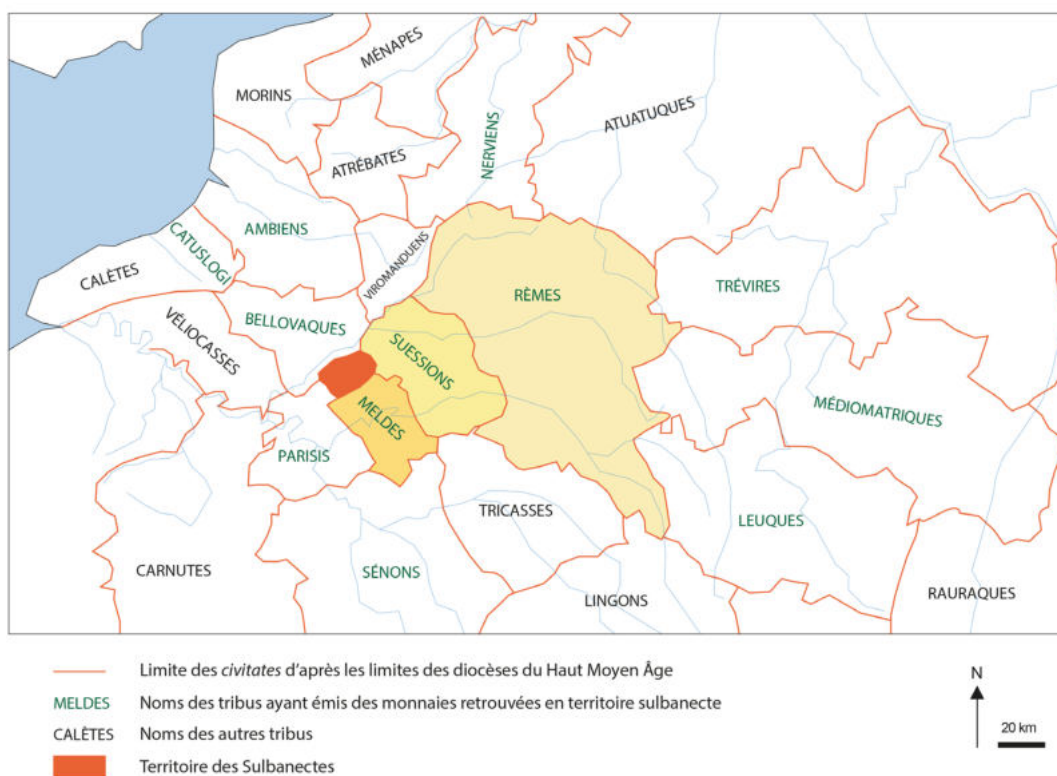 MÉNAPES
MORINS
ATUATUQUES
NERVIENS
ATRÉBATES
AMBIENS
CATUSLOGI
VIROMANDUENS
CALÈTES
RÈMES
TRÉVIRES
BELLOVAQUES
VÉLIOCASSES
SUESSIONS
MÉDIOMATRIQUES
MELDES
PARISIS
TRICASSES
LEUQUES
CARNUTES
SÉNONS
LINGONS
RAURAQUES
Limite des civitates d'après les limites des diocèses du Haut Moyen Âge
MELDES Noms des tribus ayant émis des monnaies retrouvées en territoire sulbanecte
CALÈTES Noms des autres tribus
Territoire des Sulbanectes
N
20 km